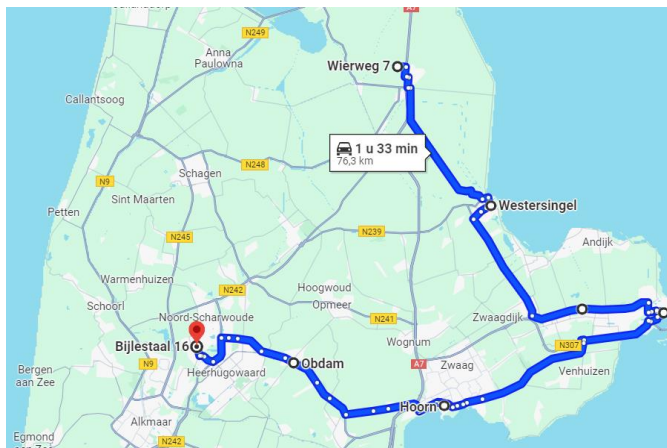 A7
N249
Anna
Paulowna
Wierweg 7
Callantsoog
1 u 33 min
76,3 km
N248
Schagen
N9
Sint Maarten
Westersingel
Petten
N245
N239
Andijk
Warmenhuizen
Hoogwoud
Schoorl
N242
Opmeer
Noord-Scharwoude
N241
Zwaagdijk
Bijlestaal 16
Wognum
N307
Obdam
N9
A7
Zwaag
Venhuizen
Bergen
aan Zee
Heerhugowaard
Hoorn
Alkmaar
Egmond
aan Zee
N242